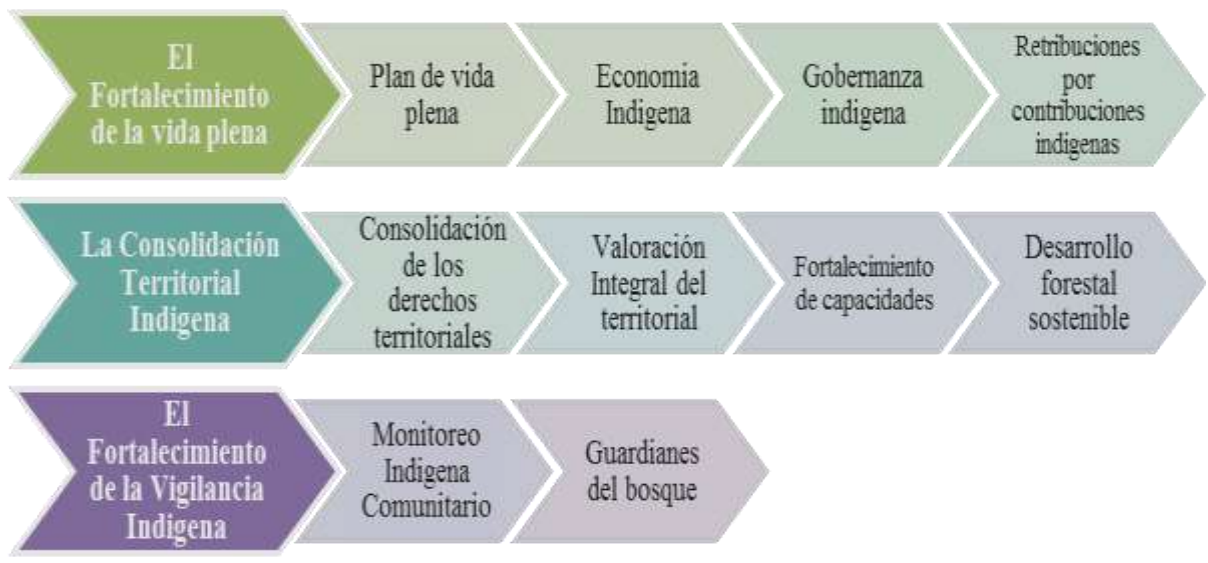 El
Fortalecimiento
de la vida plena
Plan de vida
plena
Economia
Indigena
Gobernanza
indigena
Retribuciones
por
contribuciones
indigenas
La Consolidación
Territorial
Indigena
Consolidación
de los
derechos
territoriales
Valoración
Integral del
territorial
Fortalecimiento
de capacidades
Desarrollo
forestal
sostenible
El
Fortalecimiento
de la Vigilancia
Indigena
Monitoreo
Indigena
Comunitario
Guardianes
del bosque